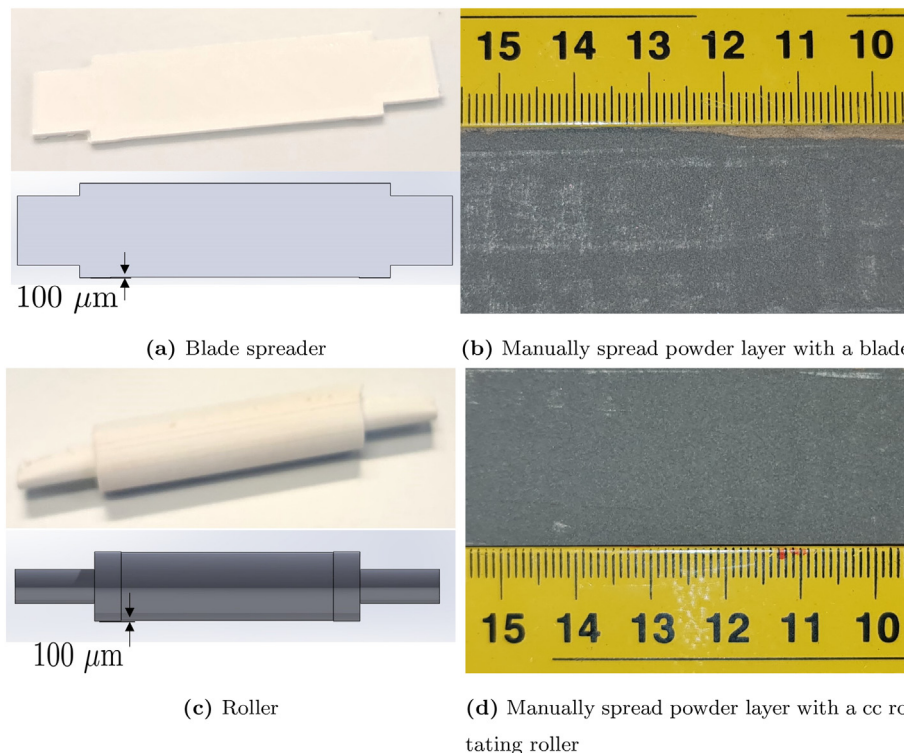 15 14 13 12 11 10
100 μm
(a) Blade spreader
(b) Manually spread powder layer with a blade
100 μm
15 14 13 12 11 10
(c) Roller
(d) Manually spread powder layer with a cc ro
tating roller